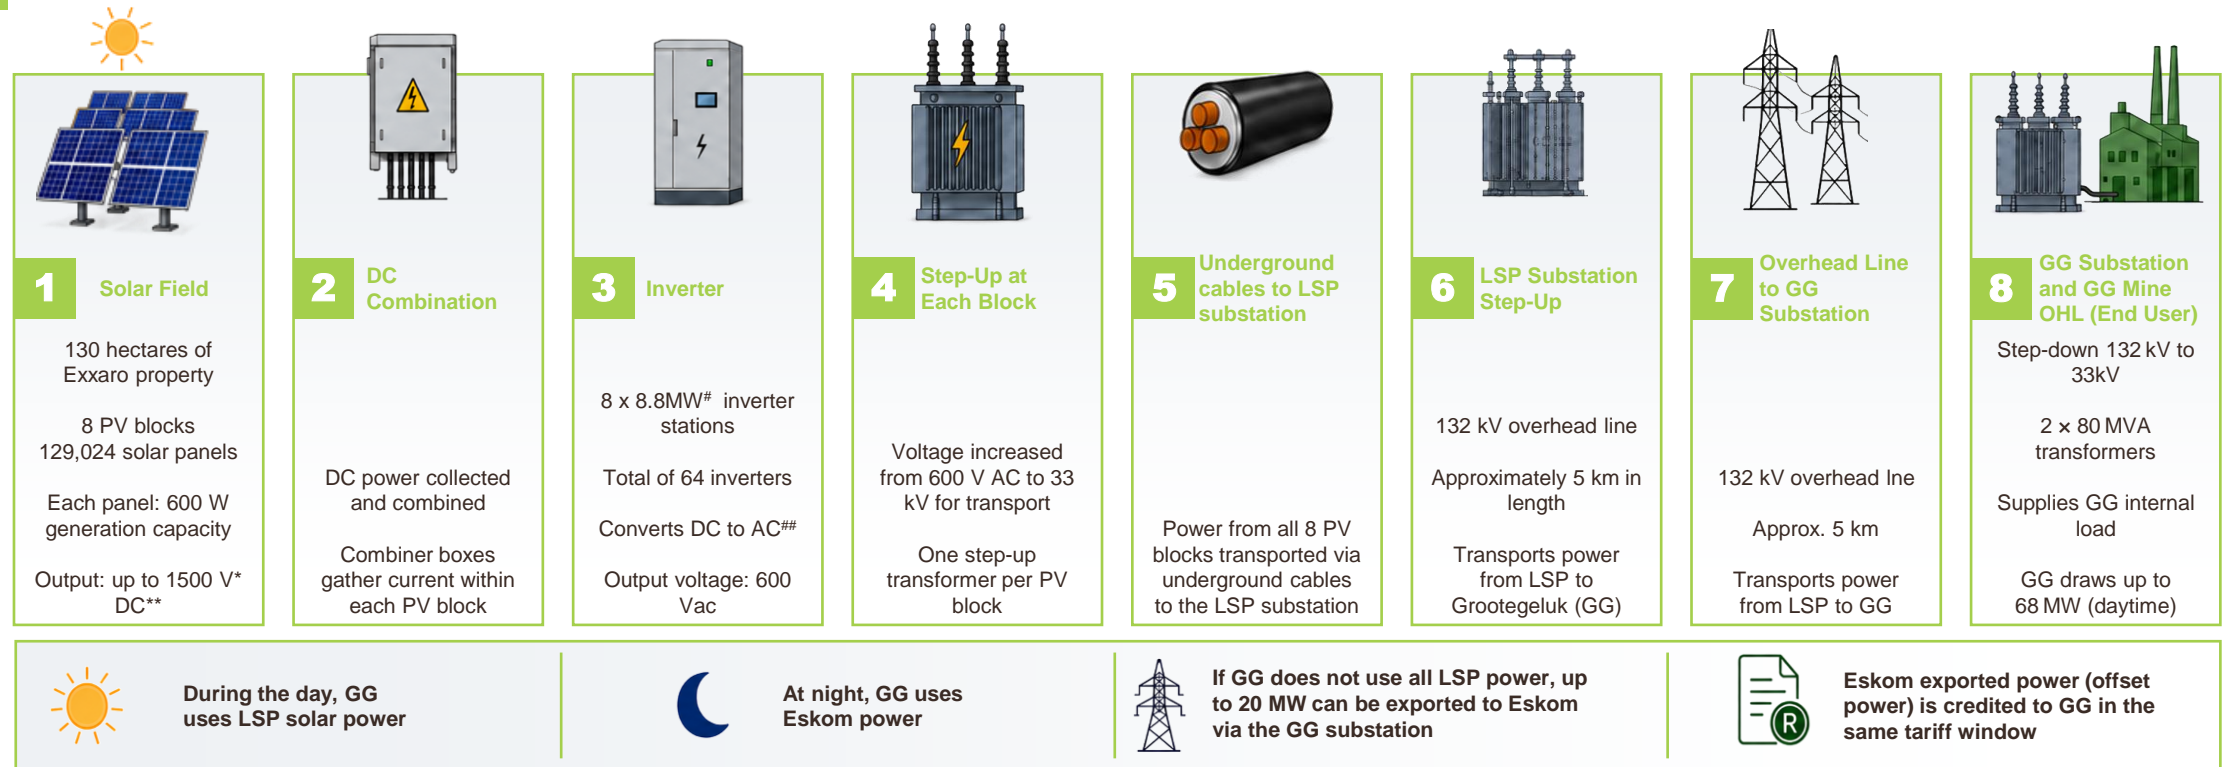 1
Solar Field
130 hectares of
Exxaro property
8 PV blocks
129,024 solar panels
Each panel: 600 W
generation capacity
Output: up to 1500 V*
DC**
2
DC
Combination
DC power collected
and combined
Combiner boxes
gather current within
each PV block
3
Inverter
8 x 8.8MW# inverter
stations
Total of 64 inverters
Converts DC to AC##
Output voltage: 600
Vac
4
Step-Up at
Each Block
Voltage increased
from 600 V AC to 33
kV for transport
One step-up
transformer per PV
block
5
Underground
cables to LSP
substation
Power from all 8 PV
blocks transported via
underground cables
to the LSP substation
6
LSP Substation
Step-Up
132 kV overhead line
Approximately 5 km in
length
Transports power
from LSP to
Grootegeluk (GG)
7
Overhead Line
to GG
Substation
132 kV overhead lne
Approx. 5 km
Transports power
from LSP to GG
8
GG Substation
and GG Mine
OHL (End User)
Step-down 132 kV to
33kV
2 × 80 MVA
transformers
Supplies GG internal
load
GG draws up to
68 MW (daytime)
During the day, GG
uses LSP solar power
At night, GG uses
Eskom power
If GG does not use all LSP power, up
to 20 MW can be exported to Eskom
via the GG substation
R
Eskom exported power (offset
power) is credited to GG in the
same tariff window